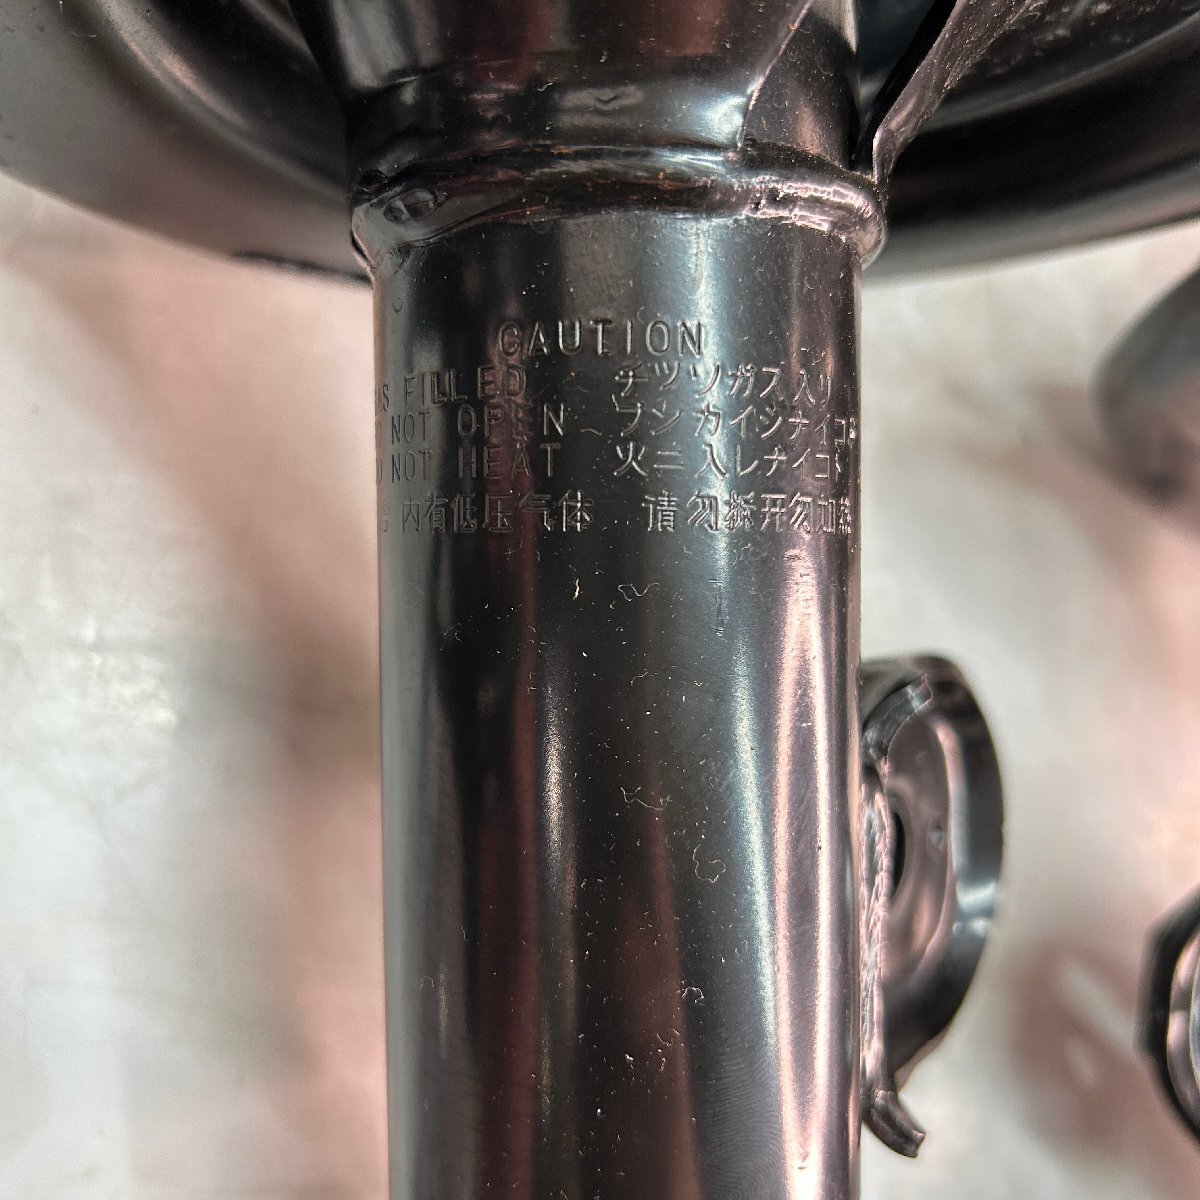 CAUTION
FILLED チッソガス入リ
NOT OPEN ブンカイシナイコト
NOT HEAT 火ニ入レナイコト
内有低压气体 请勿拆开勿加热